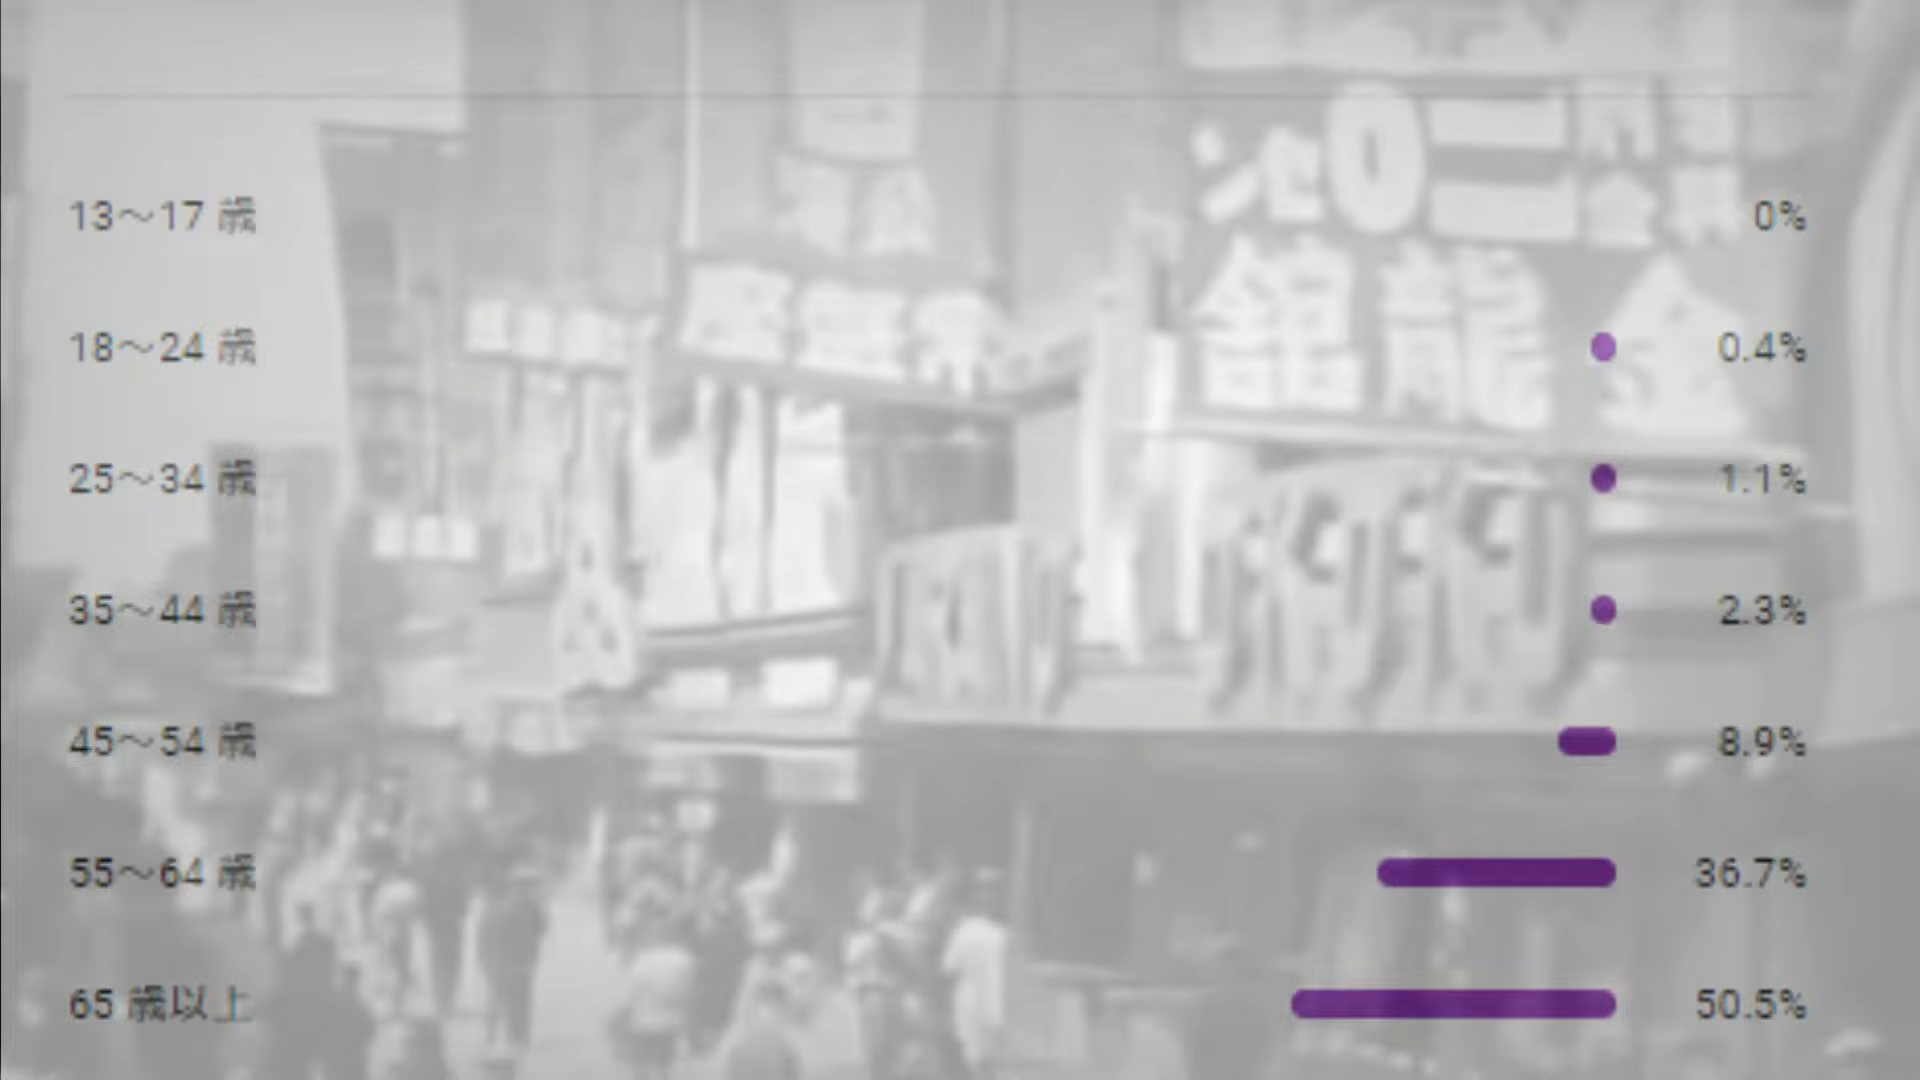 13〜17 歳 0%
18〜24 歳 0.4%
25〜34 歳 1.1%
35〜44 歳 2.3%
45〜54 歳 8.9%
55〜64 歳 36.7%
65 歳以上 50.5%